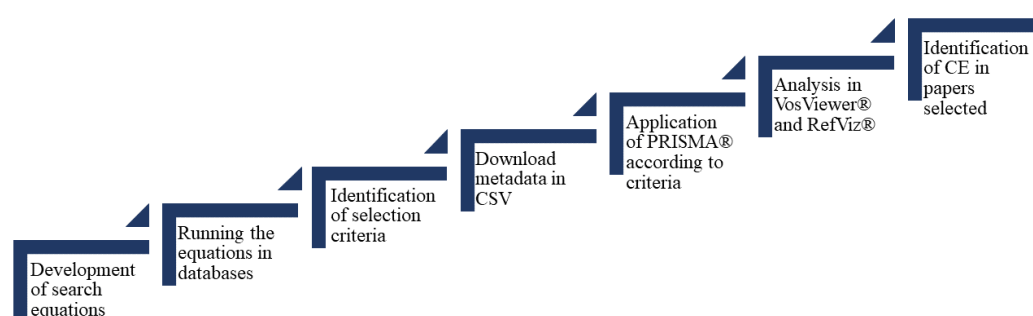 Development
of search
equations
Running the
equations in
databases
Identification
of selection
criteria
Download
metadata in
CSV
Application
of PRISMA®
according to
criteria
Analysis in
VosViewer®
and RefViz®
Identification
of CE in
papers
selected